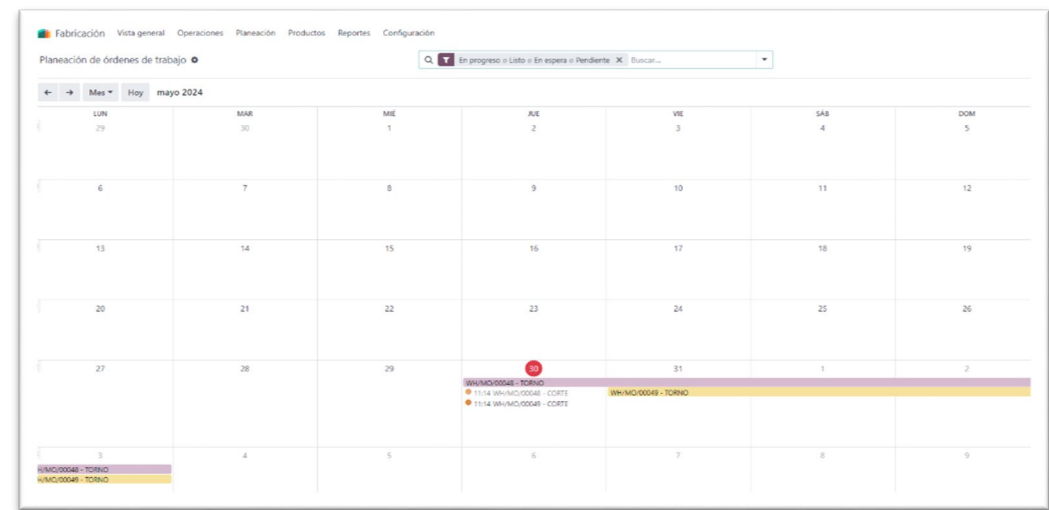 Fabricación Vista general Operaciones Planeación Productos Reportes Configuración
Planeación de órdenes de trabajo
En progreso o Listo o En espera o Pendiente X Buscar...
← → Mes Hoy mayo 2024
LUN MAR MIÉ JUE VIE SÁB DOM
29 30 1 2 3 4 5
6 7 8 9 10 11 12
13 14 15 16 17 18 19
20 21 22 23 24 25 26
27 28 29 30 31 1 2
WH/MO/00048 - TORNO
11:14 WH/MO/00048 - CORTE WH/MO/00049 - TORNO
11:14 WH/MO/00049 - CORTE
3 4 5 6 7 8 9
H/MO/00048 - TORNO
H/MO/00049 - TORNO